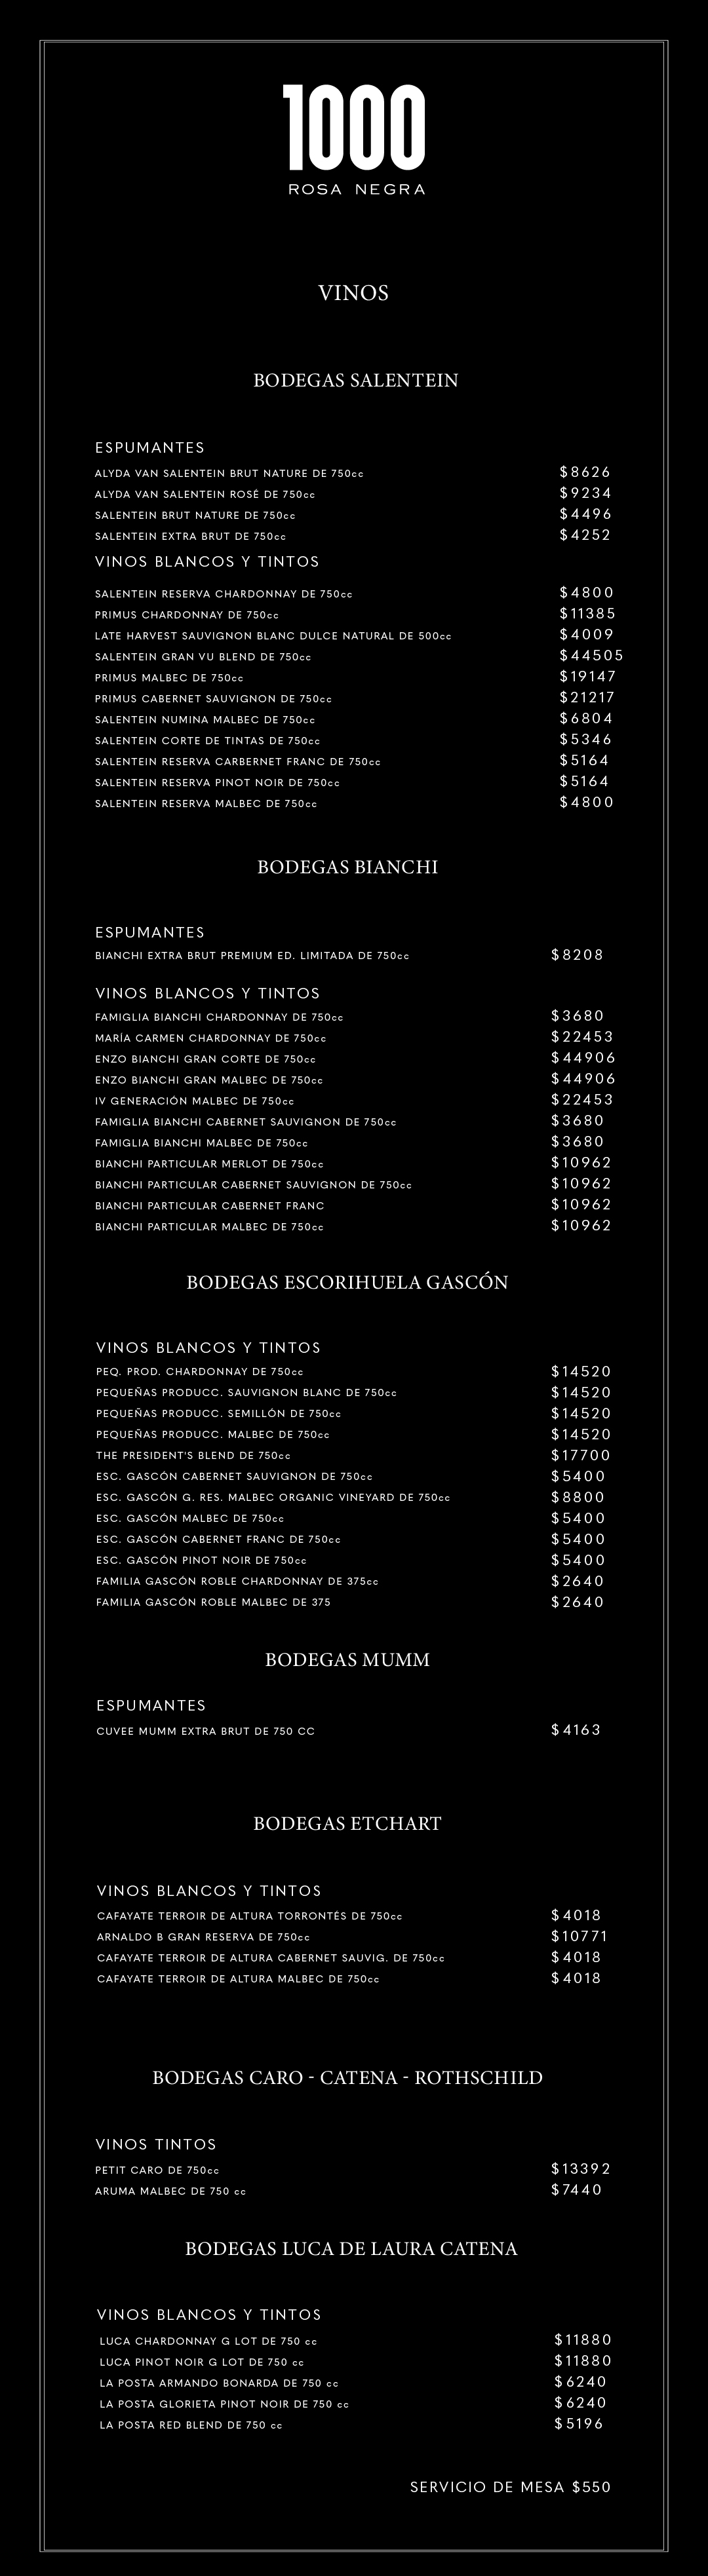 1000
ROSA NEGRA
VINOS
BODEGAS SALENTEIN
ESPUMANTES
ALYDA VAN SALENTEIN BRUT NATURE DE 750cc $8626
ALYDA VAN SALENTEIN ROSÉ DE 750cc $9234
SALENTEIN BRUT NATURE DE 750cc $4496
SALENTEIN EXTRA BRUT DE 750cc $4252
VINOS BLANCOS Y TINTOS
SALENTEIN RESERVA CHARDONNAY DE 750cc $4800
PRIMUS CHARDONNAY DE 750cc $11385
LATE HARVEST SAUVIGNON BLANC DULCE NATURAL DE 500cc $4009
SALENTEIN GRAN VU BLEND DE 750cc $44505
PRIMUS MALBEC DE 750cc $19147
PRIMUS CABERNET SAUVIGNON DE 750cc $21217
SALENTEIN NUMINA MALBEC DE 750cc $6804
SALENTEIN CORTE DE TINTAS DE 750cc $5346
SALENTEIN RESERVA CARBERNET FRANC DE 750cc $5164
SALENTEIN RESERVA PINOT NOIR DE 750cc $5164
SALENTEIN RESERVA MALBEC DE 750cc $4800
BODEGAS BIANCHI
ESPUMANTES
BIANCHI EXTRA BRUT PREMIUM ED. LIMITADA DE 750cc $8208
VINOS BLANCOS Y TINTOS
FAMIGLIA BIANCHI CHARDONNAY DE 750cc $3680
MARÍA CARMEN CHARDONNAY DE 750cc $22453
ENZO BIANCHI GRAN CORTE DE 750cc $44906
ENZO BIANCHI GRAN MALBEC DE 750cc $44906
IV GENERACIÓN MALBEC DE 750cc $22453
FAMIGLIA BIANCHI CABERNET SAUVIGNON DE 750cc $3680
FAMIGLIA BIANCHI MALBEC DE 750cc $3680
BIANCHI PARTICULAR MERLOT DE 750cc $10962
BIANCHI PARTICULAR CABERNET SAUVIGNON DE 750cc $10962
BIANCHI PARTICULAR CABERNET FRANC $10962
BIANCHI PARTICULAR MALBEC DE 750cc $10962
BODEGAS ESCORIHUELA GASCÓN
VINOS BLANCOS Y TINTOS
PEQ. PROD. CHARDONNAY DE 750cc $14520
PEQUEÑAS PRODUCC. SAUVIGNON BLANC DE 750cc $14520
PEQUEÑAS PRODUCC. SEMILLÓN DE 750cc $14520
PEQUEÑAS PRODUCC. MALBEC DE 750cc $14520
THE PRESIDENT'S BLEND DE 750cc $17700
ESC. GASCÓN CABERNET SAUVIGNON DE 750cc $5400
ESC. GASCÓN G. RES. MALBEC ORGANIC VINEYARD DE 750cc $8800
ESC. GASCÓN MALBEC DE 750cc $5400
ESC. GASCÓN CABERNET FRANC DE 750cc $5400
ESC. GASCÓN PINOT NOIR DE 750cc $5400
FAMILIA GASCÓN ROBLE CHARDONNAY DE 375cc $2640
FAMILIA GASCÓN ROBLE MALBEC DE 375 $2640
BODEGAS MUMM
ESPUMANTES
CUVEE MUMM EXTRA BRUT DE 750 CC $4163
BODEGAS ETCHART
VINOS BLANCOS Y TINTOS
CAFAYATE TERROIR DE ALTURA TORRONTÉS DE 750cc $4018
ARNALDO B GRAN RESERVA DE 750cc $10771
CAFAYATE TERROIR DE ALTURA CABERNET SAUVIG. DE 750cc $4018
CAFAYATE TERROIR DE ALTURA MALBEC DE 750cc $4018
BODEGAS CARO - CATENA - ROTHSCHILD
VINOS TINTOS
PETIT CARO DE 750cc $13392
ARUMA MALBEC DE 750 cc $7440
BODEGAS LUCA DE LAURA CATENA
VINOS BLANCOS Y TINTOS
LUCA CHARDONNAY G LOT DE 750 cc $11880
LUCA PINOT NOIR G LOT DE 750 cc $11880
LA POSTA ARMANDO BONARDA DE 750 cc $6240
LA POSTA GLORIETA PINOT NOIR DE 750 cc $6240
LA POSTA RED BLEND DE 750 cc $5196
SERVICIO DE MESA $550